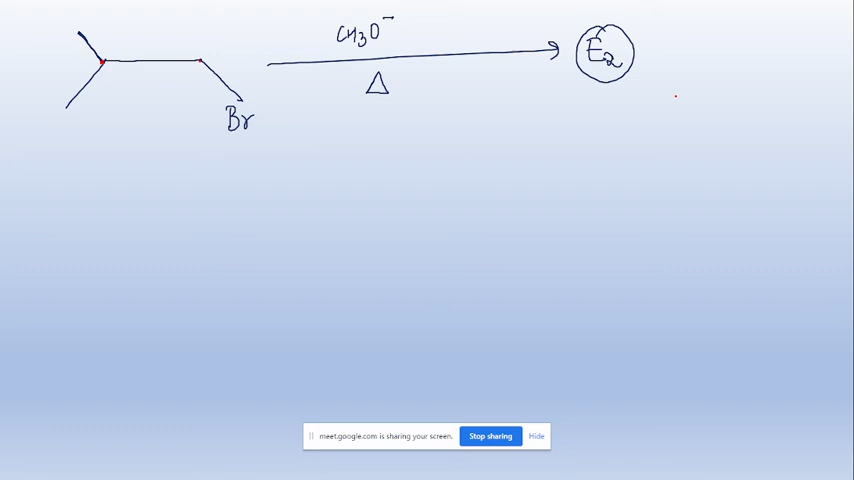 CH3O⁻
Δ
E2
Br
meet.google.com is sharing your screen.
Stop sharing
Hide